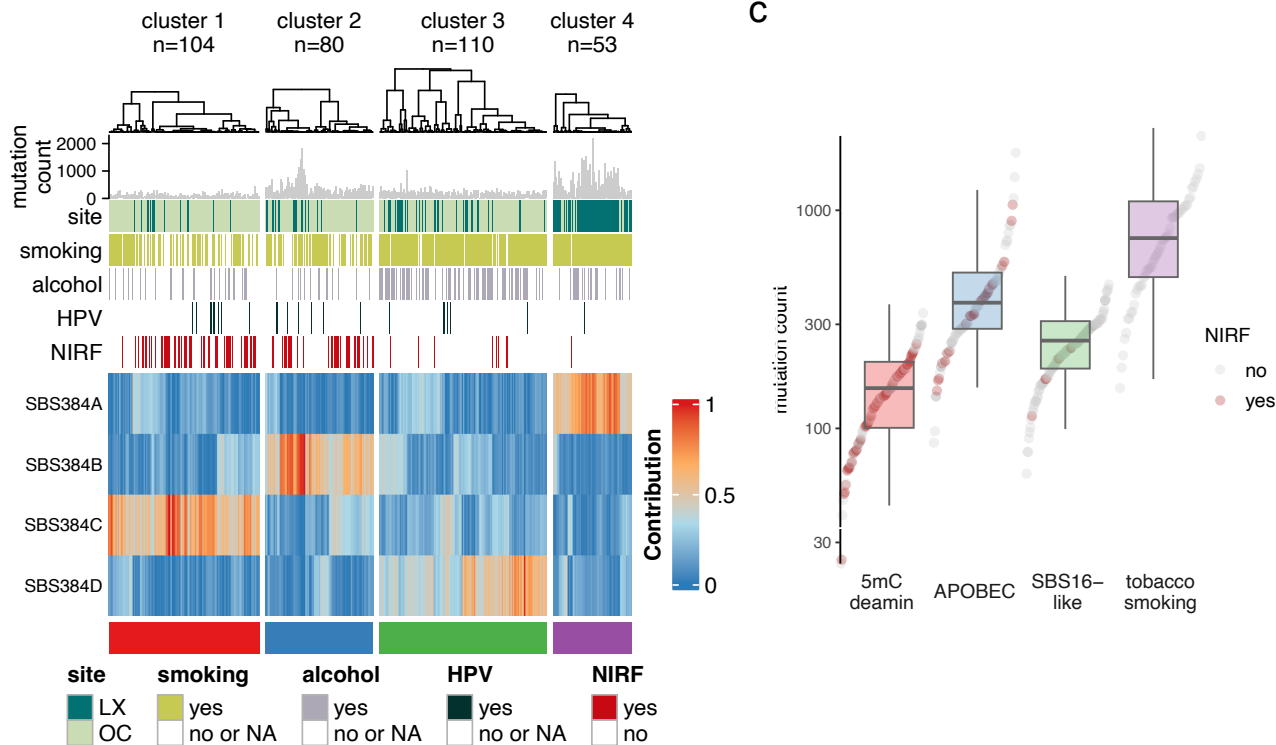 cluster 1
n=104
cluster 2
n=80
cluster 3
n=110
cluster 4
n=53
C
mutation
count
2000
1000
0
site
smoking
alcohol
HPV
NIRF
SBS384A
SBS384B
SBS384C
SBS384D
Contribution
1
0.5
0
site
LX
OC
smoking
yes
no or NA
alcohol
yes
no or NA
HPV
yes
no or NA
NIRF
yes
no
mutation count
1000
300
100
30
5mC
deamin
APOBEC
SBS16−
like
tobacco
smoking
NIRF
no
yes